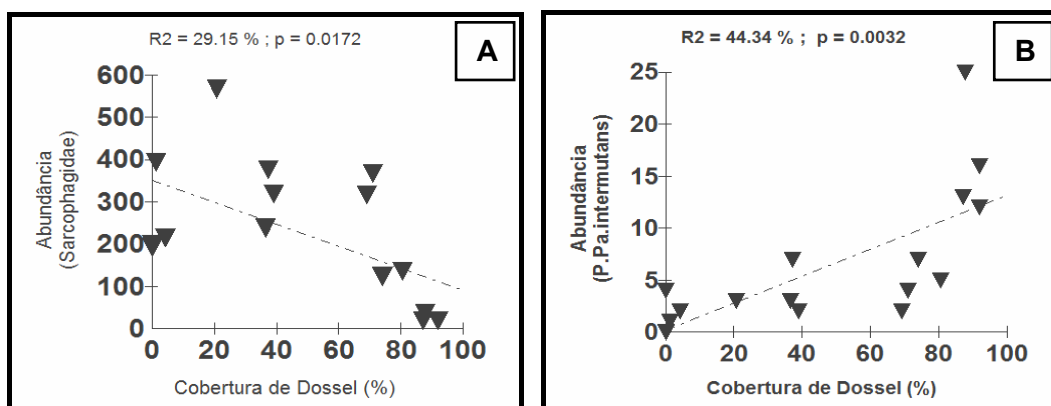 R2 = 29.15 % ; p = 0.0172
A
600
500
400
300
200
100
0
Abundância
(Sarcophagidae)
0 20 40 60 80 100
Cobertura de Dossel (%)
R2 = 44.34 % ; p = 0.0032
B
25
20
15
10
5
0
Abundância
(P.Pa.intermutans)
0 20 40 60 80 100
Cobertura de Dossel (%)